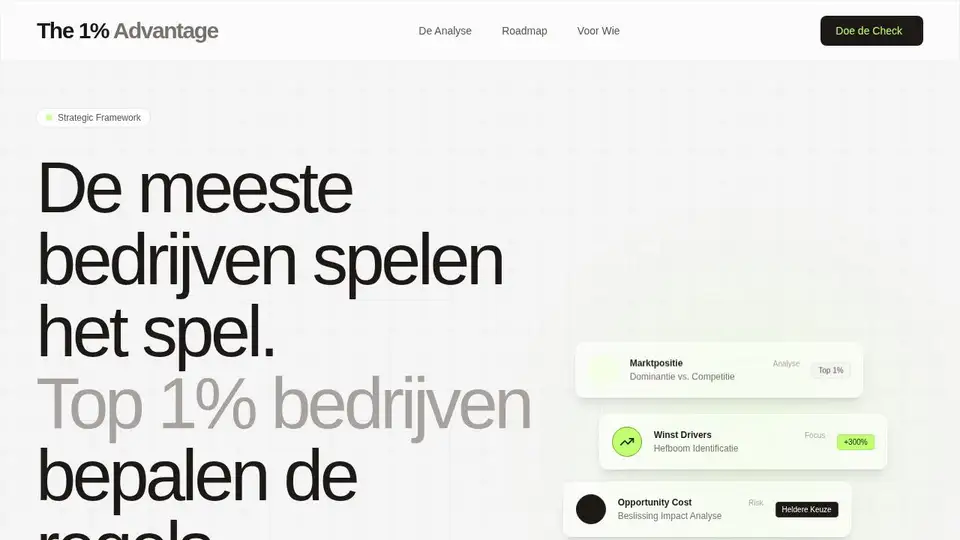 The 1% Advantage
De Analyse
Roadmap
Voor Wie
Doe de Check
Strategic Framework
De meeste
bedrijven spelen
het spel.
Top 1% bedrijven
bepalen de
regels.
Marktpositie
Dominantie vs. Competitie
Analyse
Top 1%
Winst Drivers
Hefboom Identificatie
Focus
+300%
Opportunity Cost
Beslissing Impact Analyse
Risk
Heldere Keuze